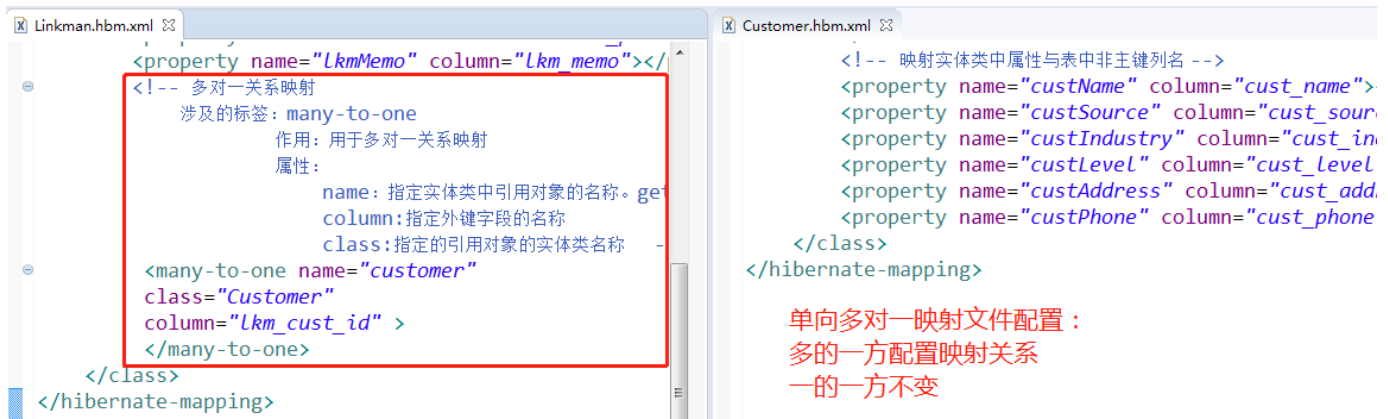 Linkman.hbm.xml
<property name="lkmMemo" column="lkm_memo"></
<!-- 多对一关系映射
涉及的标签：many-to-one
作用：用于多对一关系映射
属性：
name：指定实体类中引用对象的名称。get
column:指定外键字段的名称
class:指定的引用对象的实体类名称 -
<many-to-one name="customer"
class="Customer"
column="lkm_cust_id" >
</many-to-one>
</class>
</hibernate-mapping>
Customer.hbm.xml
<!-- 映射实体类中属性与表中非主键列名 -->
<property name="custName" column="cust_name">
<property name="custSource" column="cust_sour
<property name="custIndustry" column="cust_in
<property name="custLevel" column="cust_level
<property name="custAddress" column="cust_add
<property name="custPhone" column="cust_phone
</class>
</hibernate-mapping>
单向多对一映射文件配置：
多的一方配置映射关系
一的一方不变